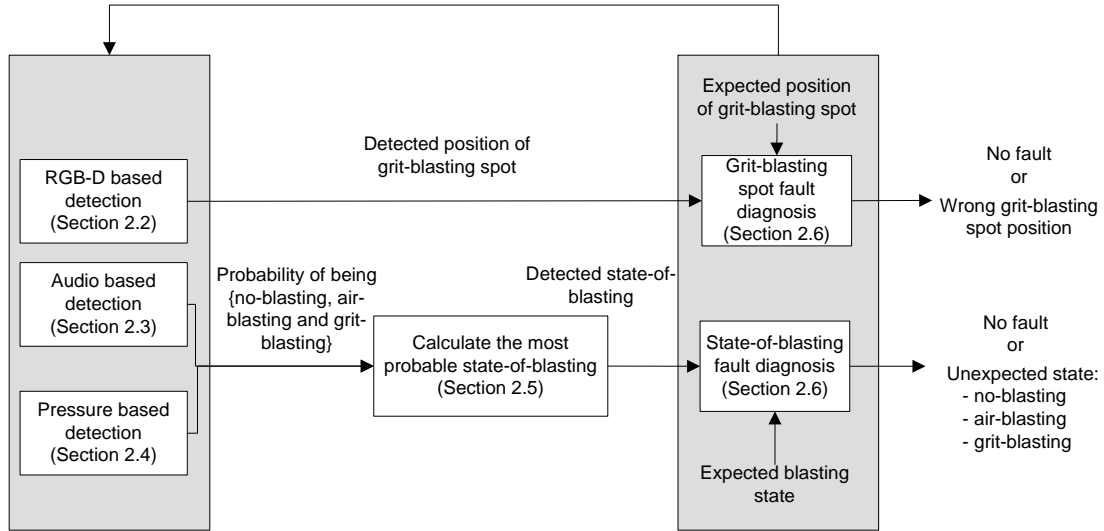 Expected position
of grit-blasting spot
Detected position of
grit-blasting spot
RGB-D based
detection
(Section 2.2)
Grit-blasting
spot fault
diagnosis
(Section 2.6)
No fault
or
Wrong grit-blasting
spot position
Audio based
detection
(Section 2.3)
Probability of being
{no-blasting, air-
blasting and grit-
blasting}
Detected state-of-
blasting
Calculate the most
probable state-of-blasting
(Section 2.5)
State-of-blasting
fault diagnosis
(Section 2.6)
No fault
or
Unexpected state:
- no-blasting
- air-blasting
- grit-blasting
Pressure based
detection
(Section 2.4)
Expected blasting
state